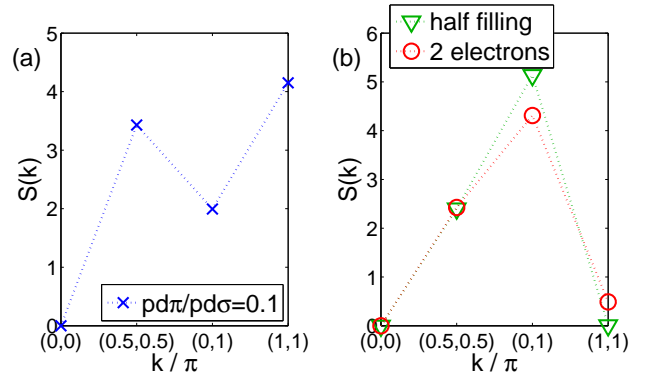 (a)
5
4
3
2
1
0
S(k)
pdπ/pdσ=0.1
(0,0) (0.5,0.5) (0,1) (1,1)
k / π
(b)
half filling
2 electrons
6
5
4
3
2
1
0
S(k)
(0,0) (0.5,0.5) (0,1) (1,1)
k / π